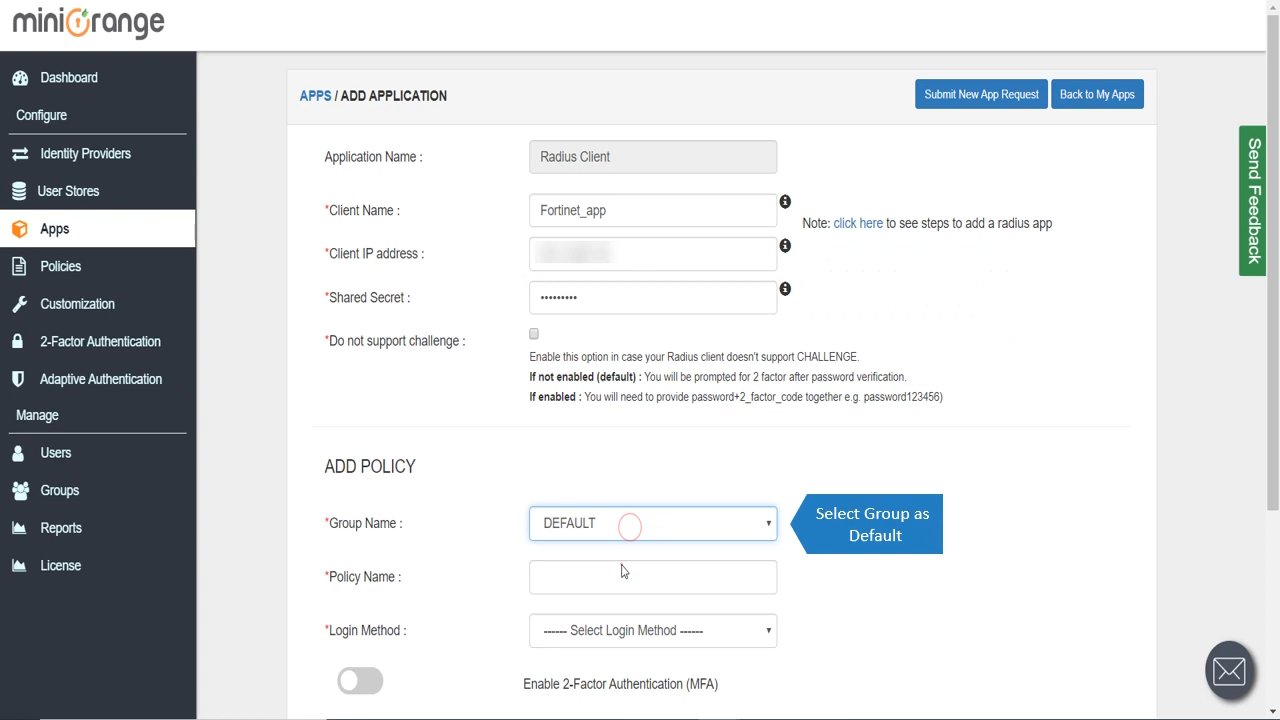 miniOrange
Dashboard
Configure
Identity Providers
User Stores
Apps
Policies
Customization
2-Factor Authentication
Adaptive Authentication
Manage
Users
Groups
Reports
License
APPS / ADD APPLICATION
Submit New App Request
Back to My Apps
Application Name :
Radius Client
*Client Name :
Fortinet_app
Note: click here to see steps to add a radius app
*Client IP address :
*Shared Secret :
•••••••••
*Do not support challenge :
Enable this option in case your Radius client doesn't support CHALLENGE.
If not enabled (default) : You will be prompted for 2 factor after password verification.
If enabled : You will need to provide password+2_factor_code together e.g. password123456)
ADD POLICY
*Group Name :
DEFAULT
Select Group as
Default
*Policy Name :
*Login Method :
------ Select Login Method ------
Enable 2-Factor Authentication (MFA)
Send Feedback